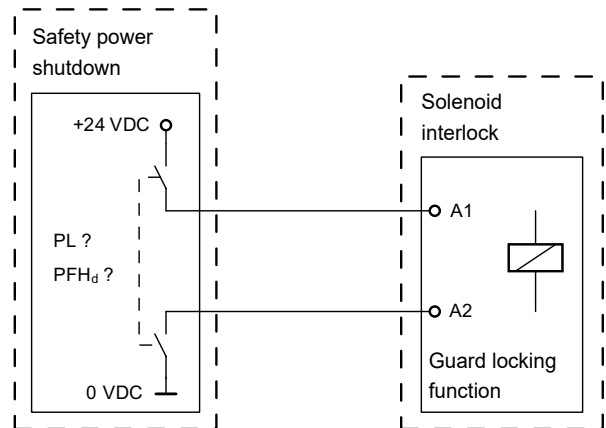 Safety power
shutdown
+24 VDC
PL ?
PFHd ?
0 VDC
Solenoid
interlock
A1
A2
Guard locking
function